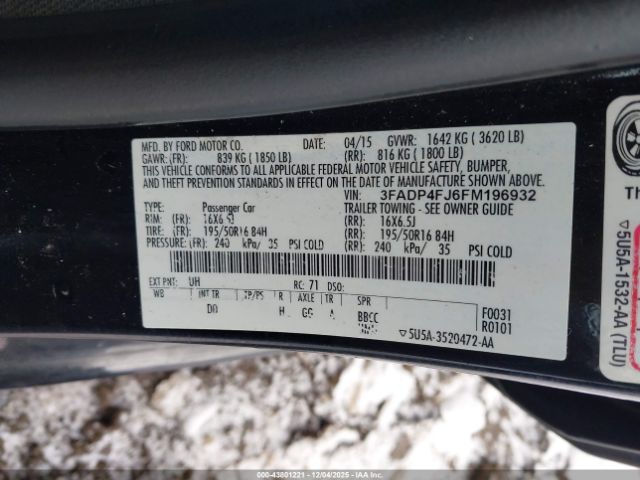 MFD. BY FORD MOTOR CO. DATE: 04/15 GVWR: 1642 KG ( 3620 LB)
GAWR: (FR): 839 KG ( 1850 LB) (RR): 816 KG ( 1800 LB)
THIS VEHICLE CONFORMS TO ALL APPLICABLE FEDERAL MOTOR VEHICLE SAFETY, BUMPER,
AND THEFT PREVENTION STANDARDS IN EFFECT ON THE DATE OF MANUFACTURE SHOWN ABOVE.
VIN: 3FADP4FJ6FM196932
TYPE: Passenger Car TRAILER TOWING - SEE OWNER GUIDE
RIM: (FR): 16X6.5J (RR): 16X6.5J
TIRE: (FR): 195/50R16 84H (RR): 195/50R16 84H
PRESSURE: (FR): 240 kPa/ 35 PSI COLD (RR): 240 kPa/ 35 PSI COLD
EXT PNT: UH RC: 71 DSO:
WB INT TR TP/PS R AXLE TR SPR
DD H GG A BBCC
F0031
R0101
5U5A-3520472-AA
Th
5U5A-1532-AA (TLU)
000-43801221 - 12/04/2025 - IAAI.COM